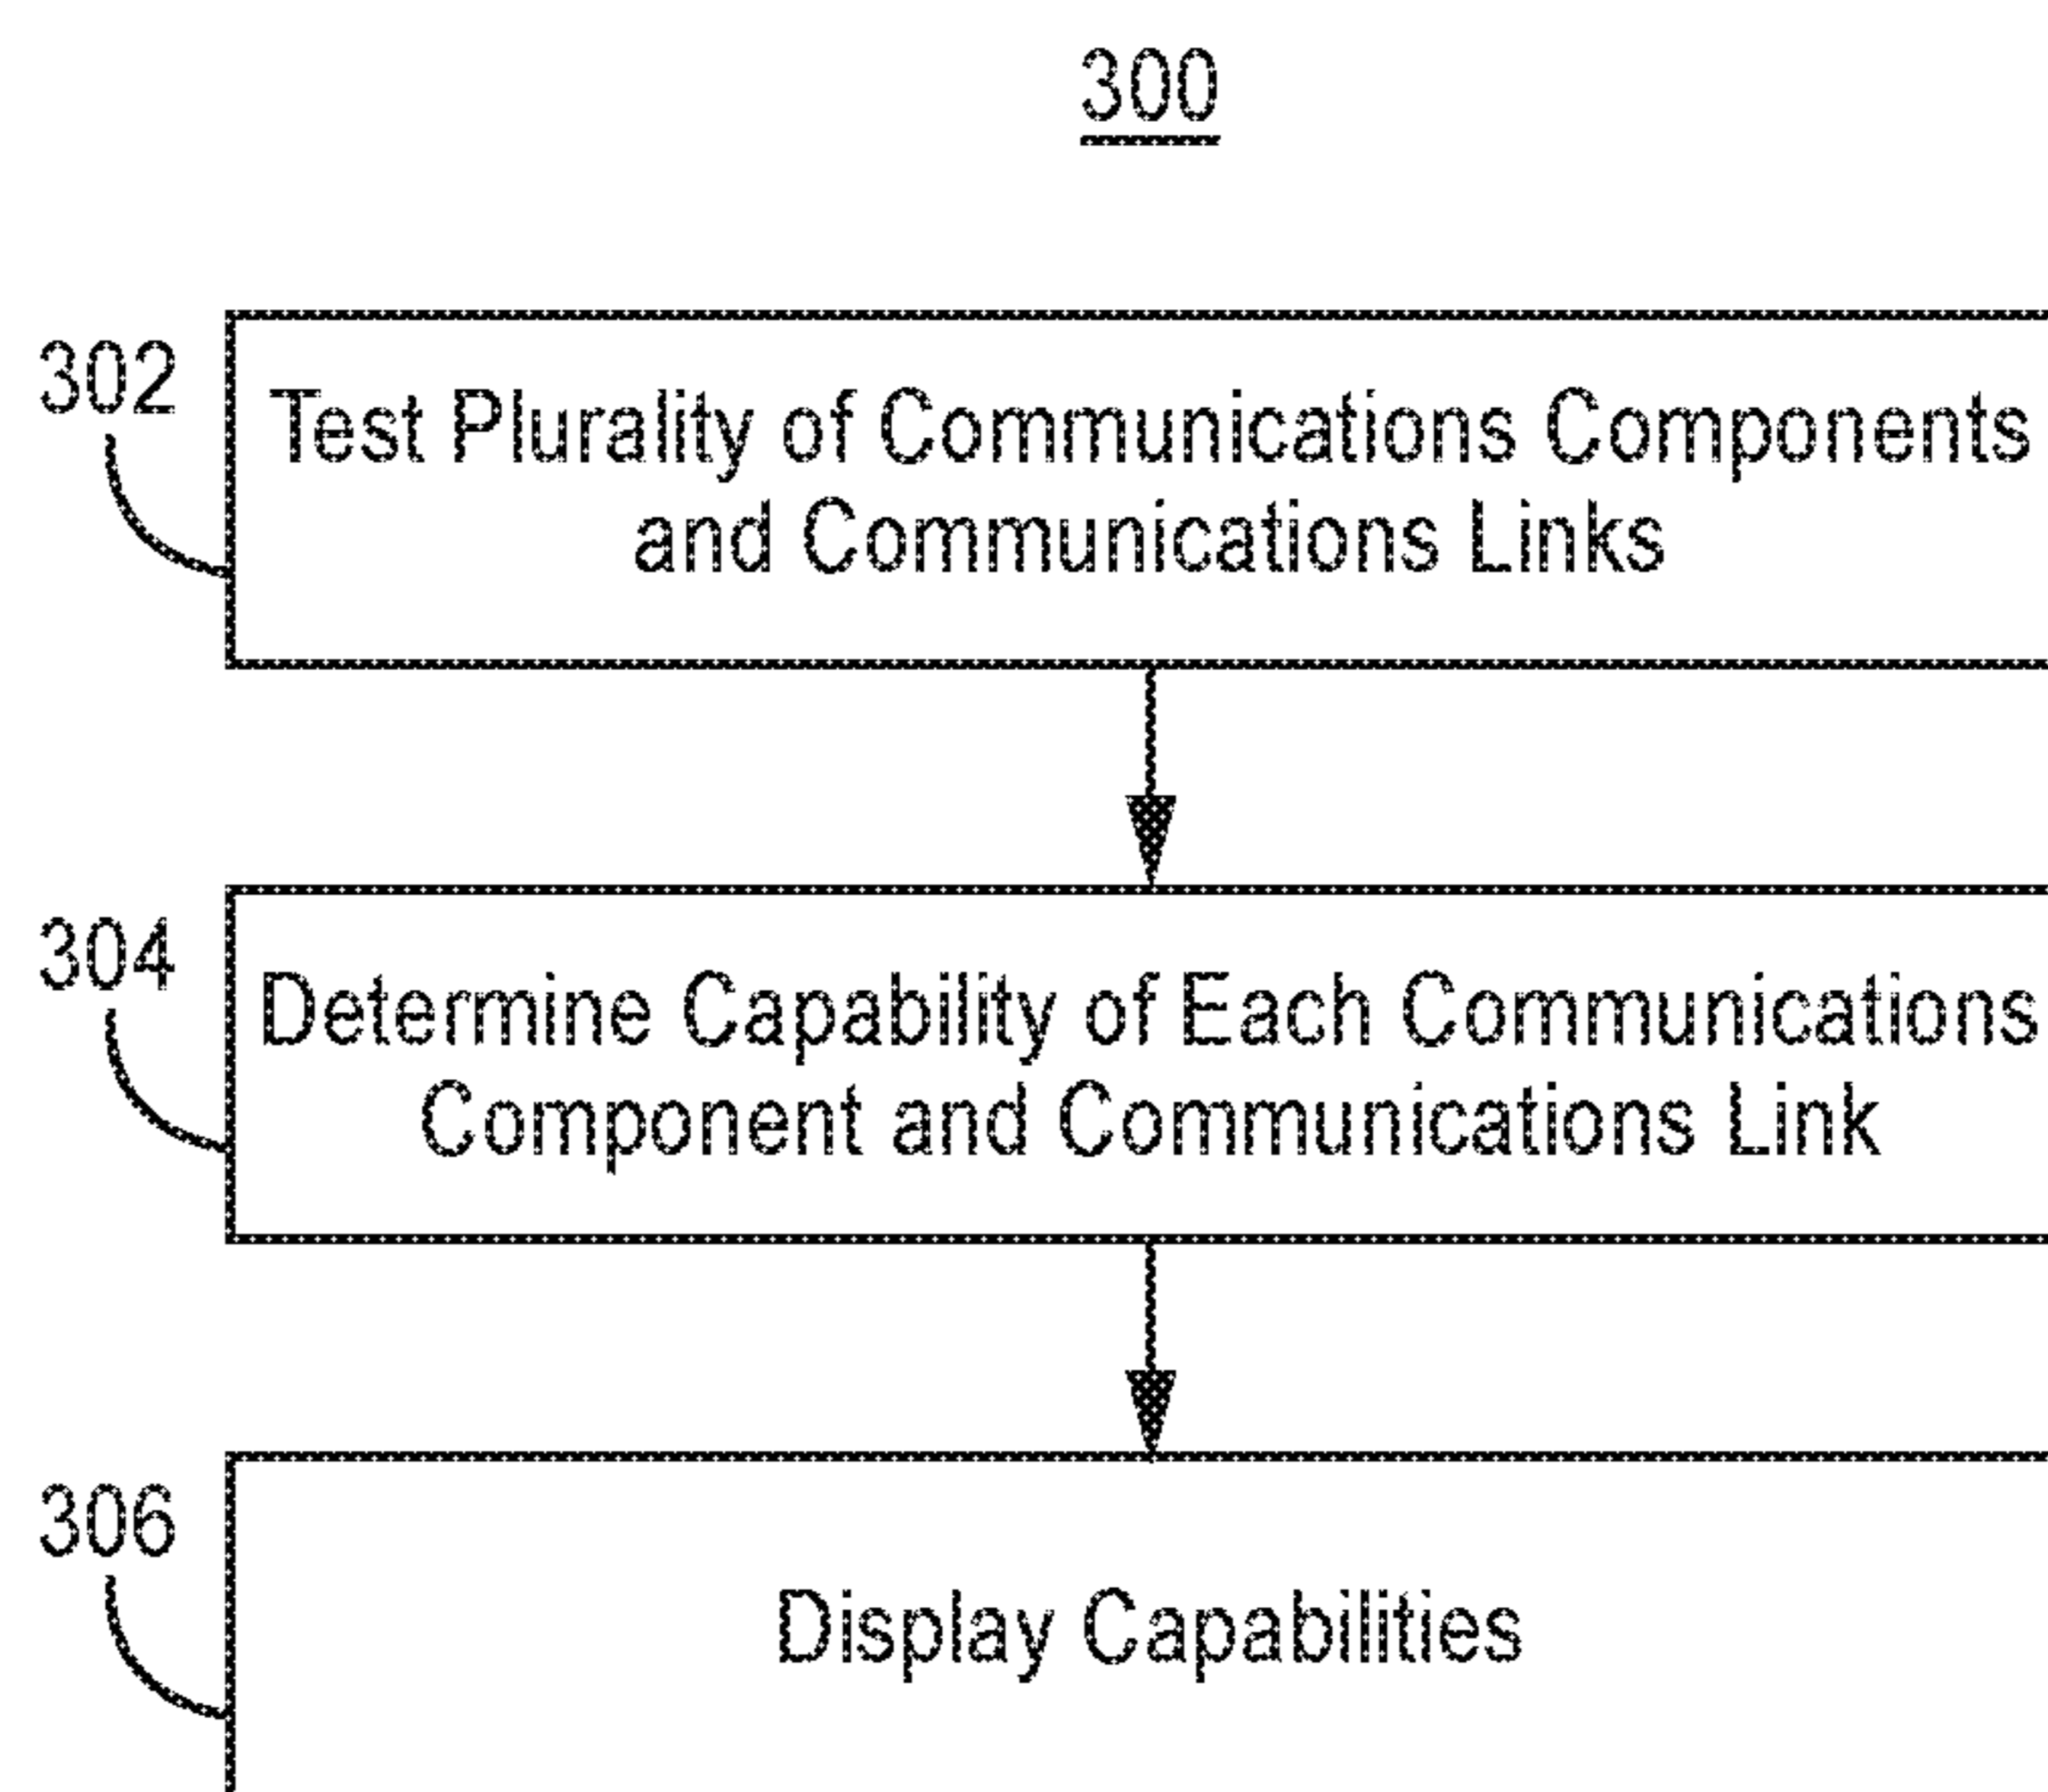 300
302
Test Plurality of Communications Components
and Communications Links
304
Determine Capability of Each Communications
Component and Communications Link
306
Display Capabilities